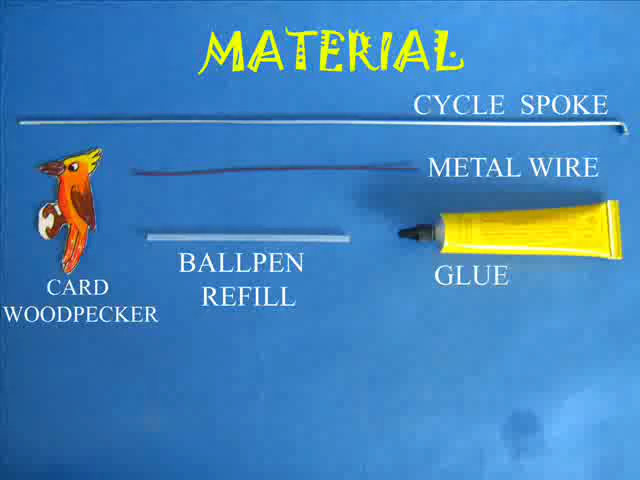 MATERIAL
CYCLE SPOKE
METAL WIRE
BALLPEN
REFILL
GLUE
CARD
WOODPECKER